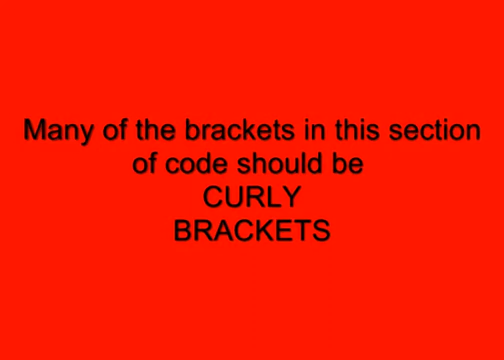 Many of the brackets in this section
of code should be
CURLY
BRACKETS